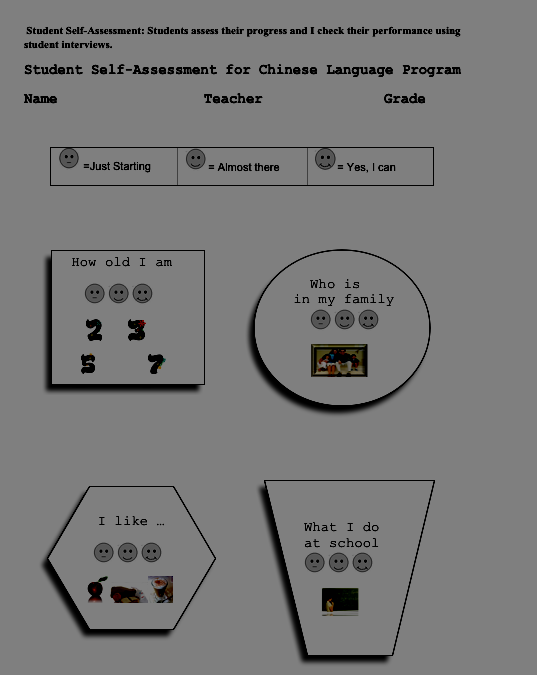 Student Self-Assessment: Students assess their progress and I check their performance using
student interviews.
Student Self-Assessment for Chinese Language Program
Name Teacher Grade
=Just Starting = Almost there = Yes, I can
How old I am
2 3
5 7
Who is
in my family
I like …
What I do
at school